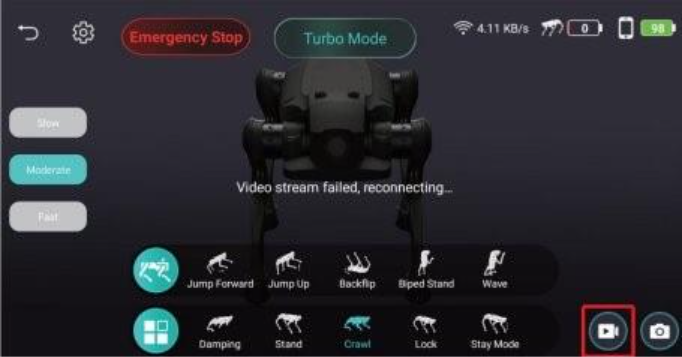 Emergency Stop
Turbo Mode
4.11 KB/s
0
98
Slow
Moderate
Video stream failed, reconnecting...
Fast
Jump Forward
Jump Up
Backflip
Biped Stand
Wave
Damping
Stand
Crawl
Lock
Stay Mode